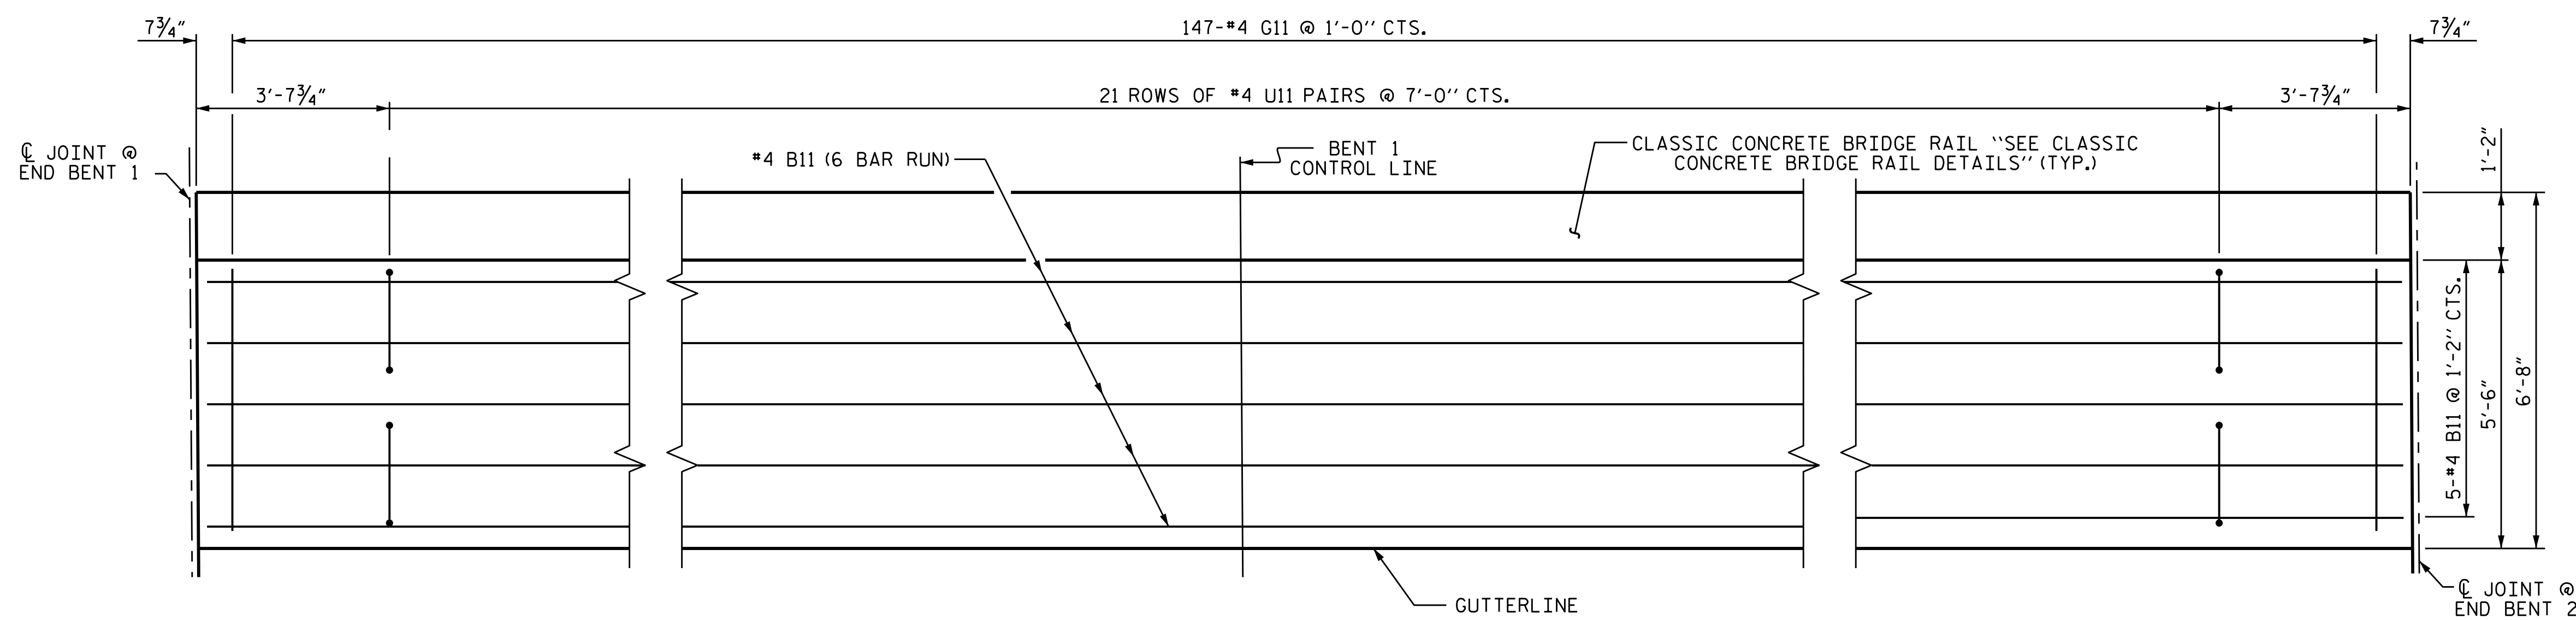 7¾"
147-#4 G11 @ 1'-0" CTS.
7¾"
3'-7¾"
21 ROWS OF #4 U11 PAIRS @ 7'-0" CTS.
3'-7¾"
℄ JOINT @
END BENT 1
#4 B11 (6 BAR RUN)
BENT 1
CONTROL LINE
CLASSIC CONCRETE BRIDGE RAIL "SEE CLASSIC
CONCRETE BRIDGE RAIL DETAILS" (TYP.)
1'-2"
5-#4 B11 @ 1'-2" CTS.
5'-6"
6'-8"
GUTTERLINE
℄ JOINT @
END BENT 2